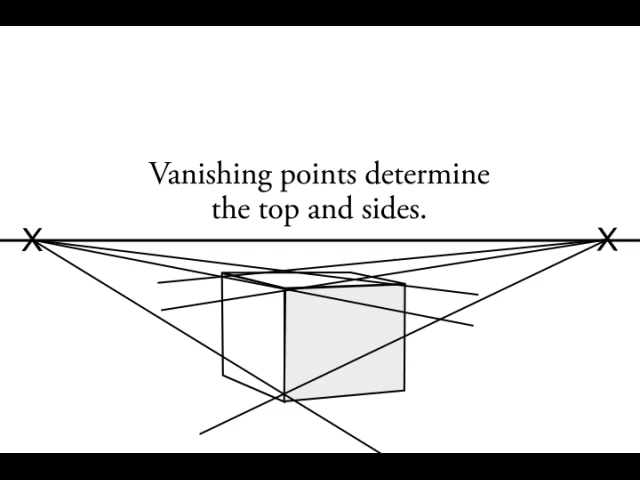 Vanishing points determine
the top and sides.
X X